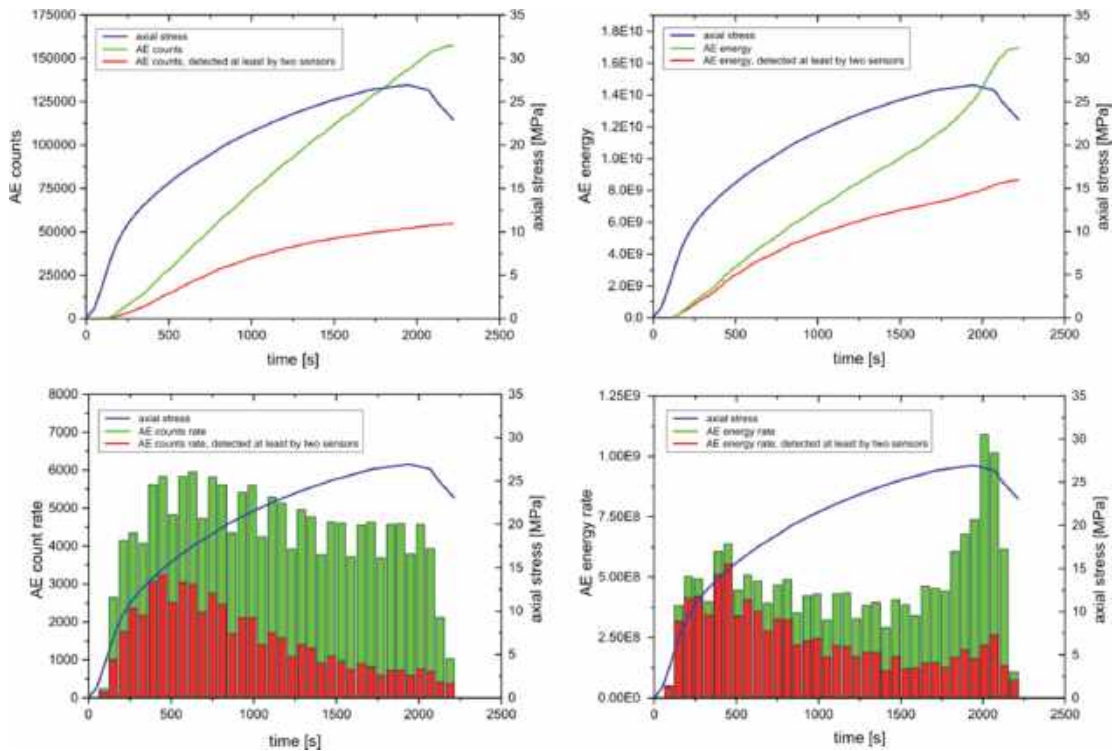 175000
150000
125000
100000
75000
50000
25000
0
AE counts
axial stress
AE counts
AE counts, detected at least by two sensors
35
30
25
20
15
10
5
0
axial stress [MPa]
0 500 1000 1500 2000 2500
time [s]
1.8E10
1.6E10
1.4E10
1.2E10
1.0E10
8.0E9
6.0E9
4.0E9
2.0E9
0.0
AE energy
axial stress
AE energy
AE energy, detected at least by two sensors
35
30
25
20
15
10
5
0
axial stress [MPa]
0 500 1000 1500 2000 2500
time [s]
8000
7000
6000
5000
4000
3000
2000
1000
0
AE count rate
axial stress
AE counts rate
AE counts rate, detected at least by two sensors
35
30
25
20
15
10
5
0
axial stress [MPa]
0 500 1000 1500 2000 2500
time [s]
1.25E9
1.00E9
7.50E8
5.00E8
2.50E8
0.00E0
AE energy rate
axial stress
AE energy rate
AE energy rate, detected at least by two sensors
35
30
25
20
15
10
5
0
axial stress [MPa]
0 500 1000 1500 2000 2500
time [s]